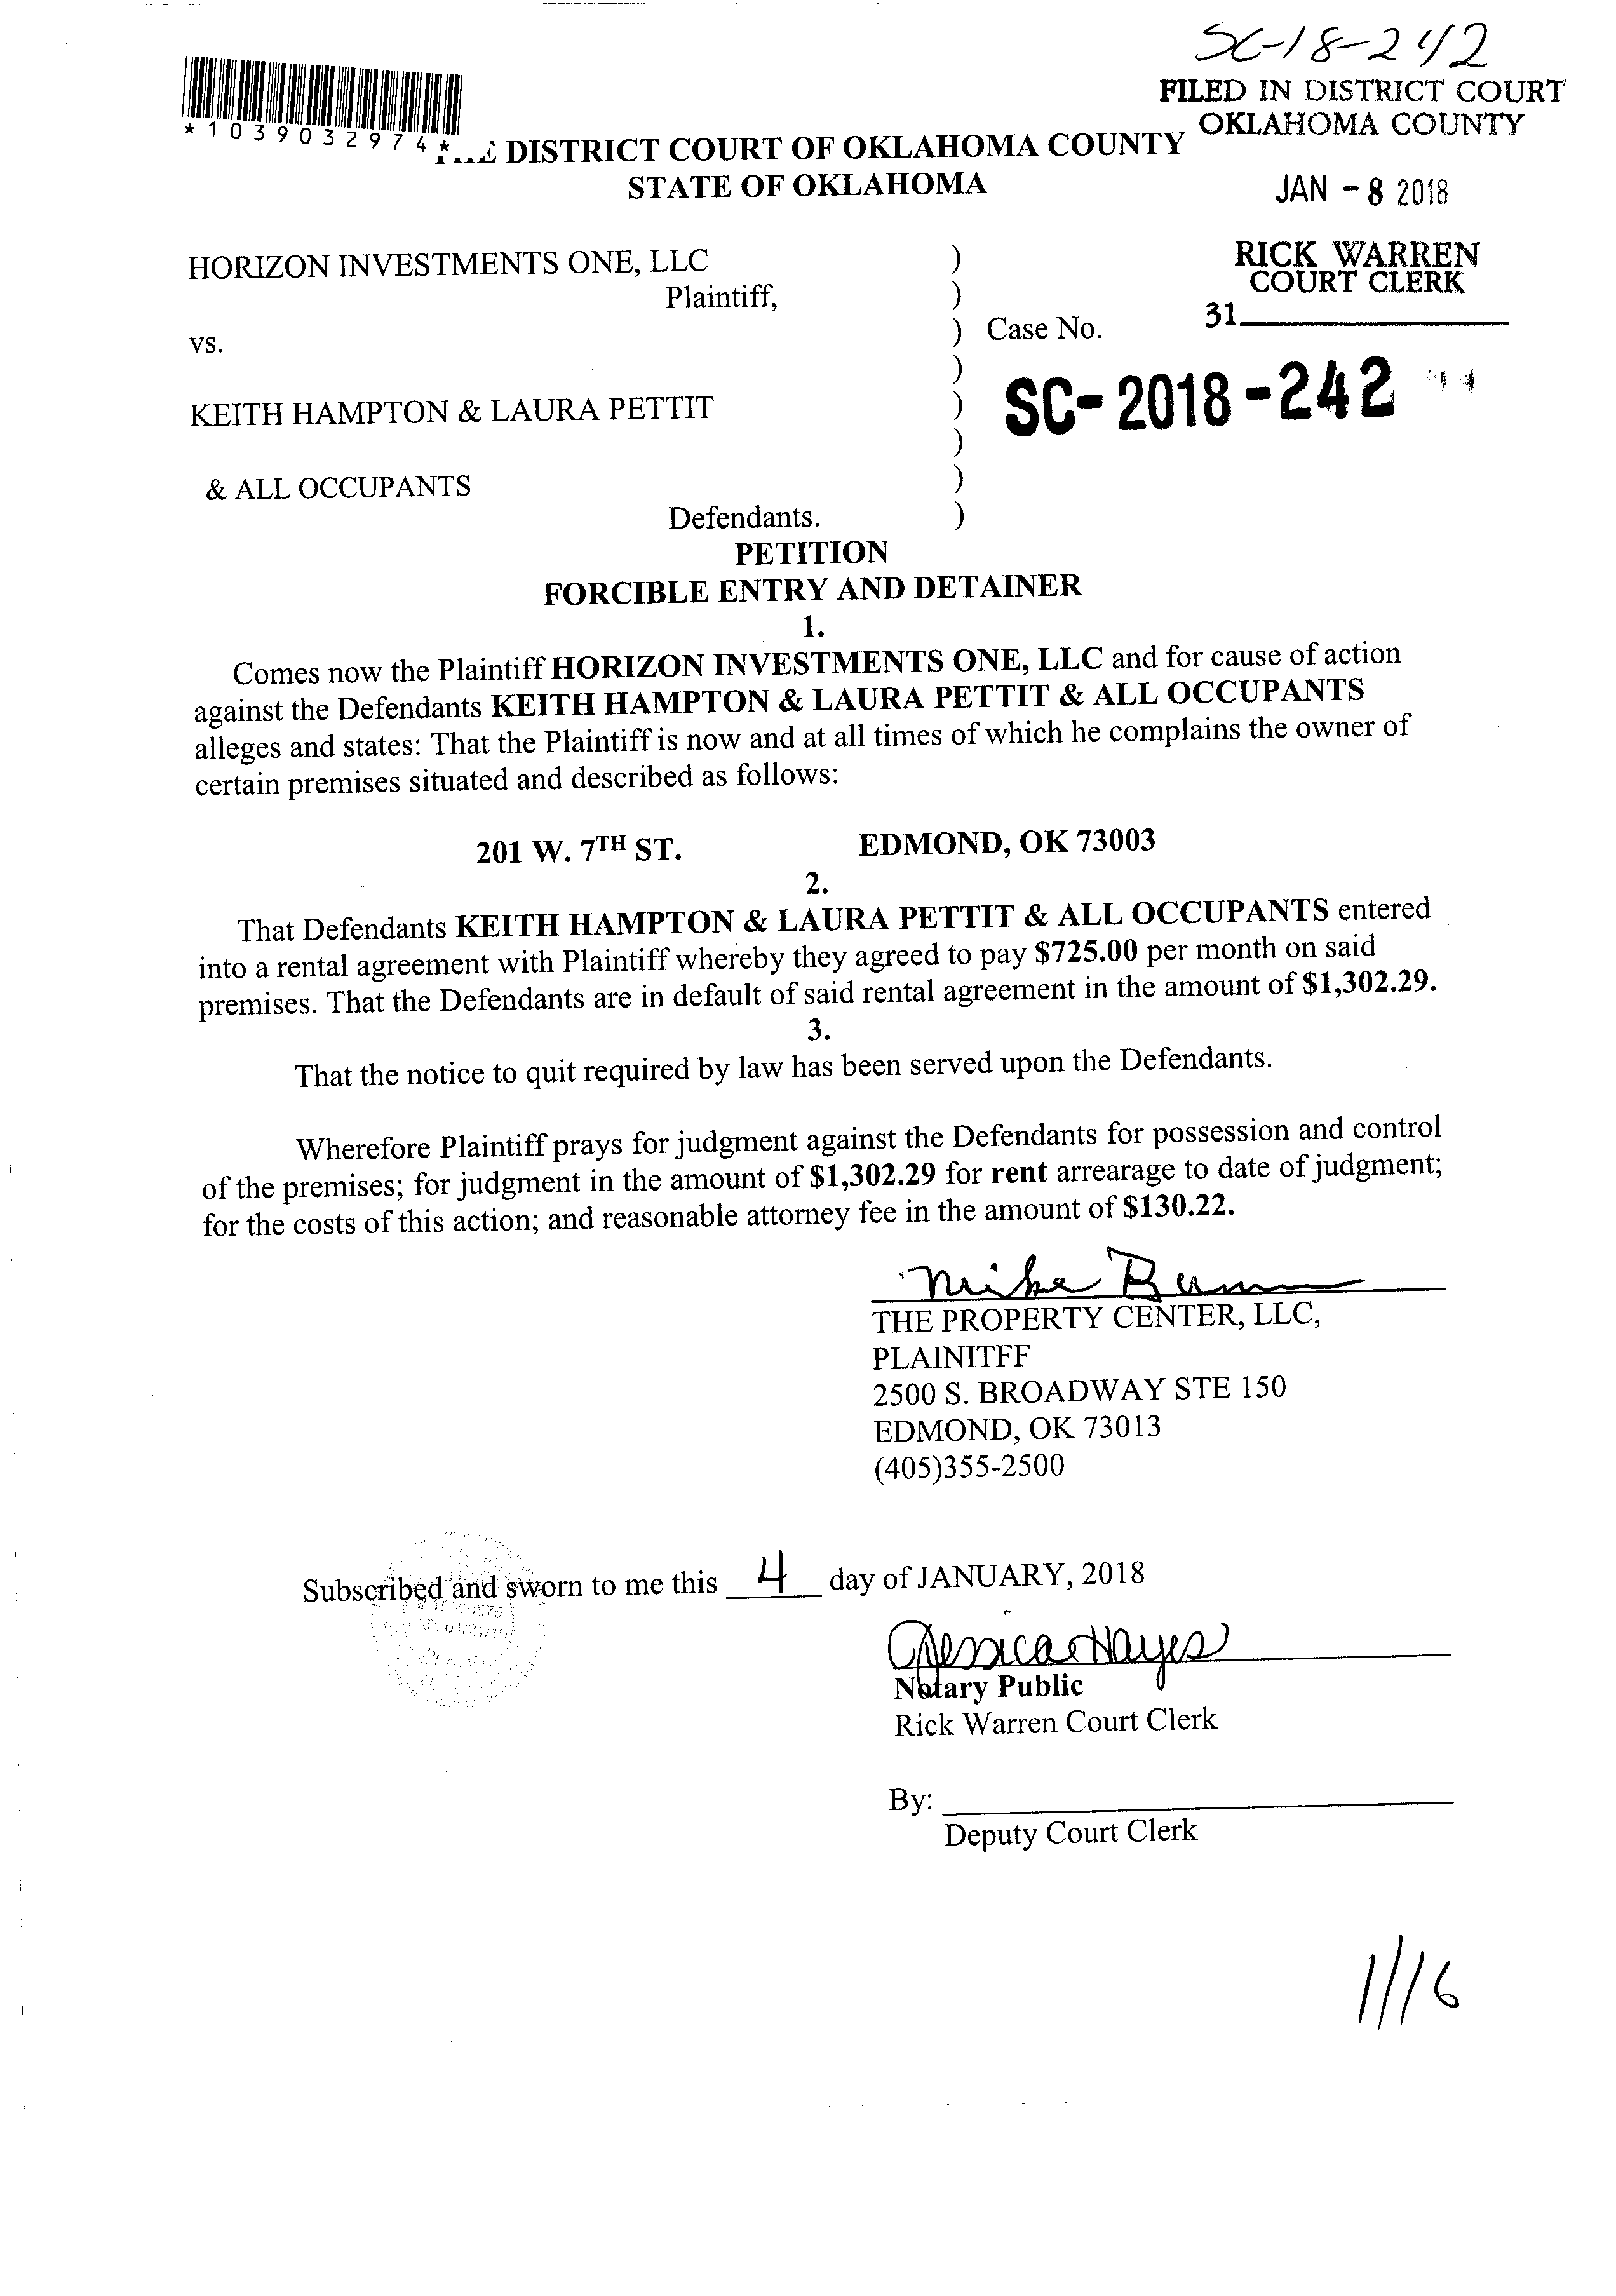 SC-18-242
FILED IN DISTRICT COURT
OKLAHOMA COUNTY
*1039032974*
DISTRICT COURT OF OKLAHOMA COUNTY
STATE OF OKLAHOMA
JAN - 8 2018
RICK WARREN
COURT CLERK
31
HORIZON INVESTMENTS ONE, LLC )
Plaintiff, )
vs. ) Case No.
)
KEITH HAMPTON & LAURA PETTIT ) SC-2018-242
)
& ALL OCCUPANTS )
Defendants. )
PETITION
FORCIBLE ENTRY AND DETAINER
1.
Comes now the Plaintiff HORIZON INVESTMENTS ONE, LLC and for cause of action
against the Defendants KEITH HAMPTON & LAURA PETTIT & ALL OCCUPANTS
alleges and states: That the Plaintiff is now and at all times of which he complains the owner of
certain premises situated and described as follows:
201 W. 7TH ST. EDMOND, OK 73003
2.
That Defendants KEITH HAMPTON & LAURA PETTIT & ALL OCCUPANTS entered
into a rental agreement with Plaintiff whereby they agreed to pay $725.00 per month on said
premises. That the Defendants are in default of said rental agreement in the amount of $1,302.29.
3.
That the notice to quit required by law has been served upon the Defendants.
Wherefore Plaintiff prays for judgment against the Defendants for possession and control
of the premises; for judgment in the amount of $1,302.29 for rent arrearage to date of judgment;
for the costs of this action; and reasonable attorney fee in the amount of $130.22.
Mike
THE PROPERTY CENTER, LLC,
PLAINITFF
2500 S. BROADWAY STE 150
EDMOND, OK 73013
(405)355-2500
Subscribed and sworn to me this 4 day of JANUARY, 2018
Jessica Hayes
Notary Public
Rick Warren Court Clerk
By:
Deputy Court Clerk
1/16